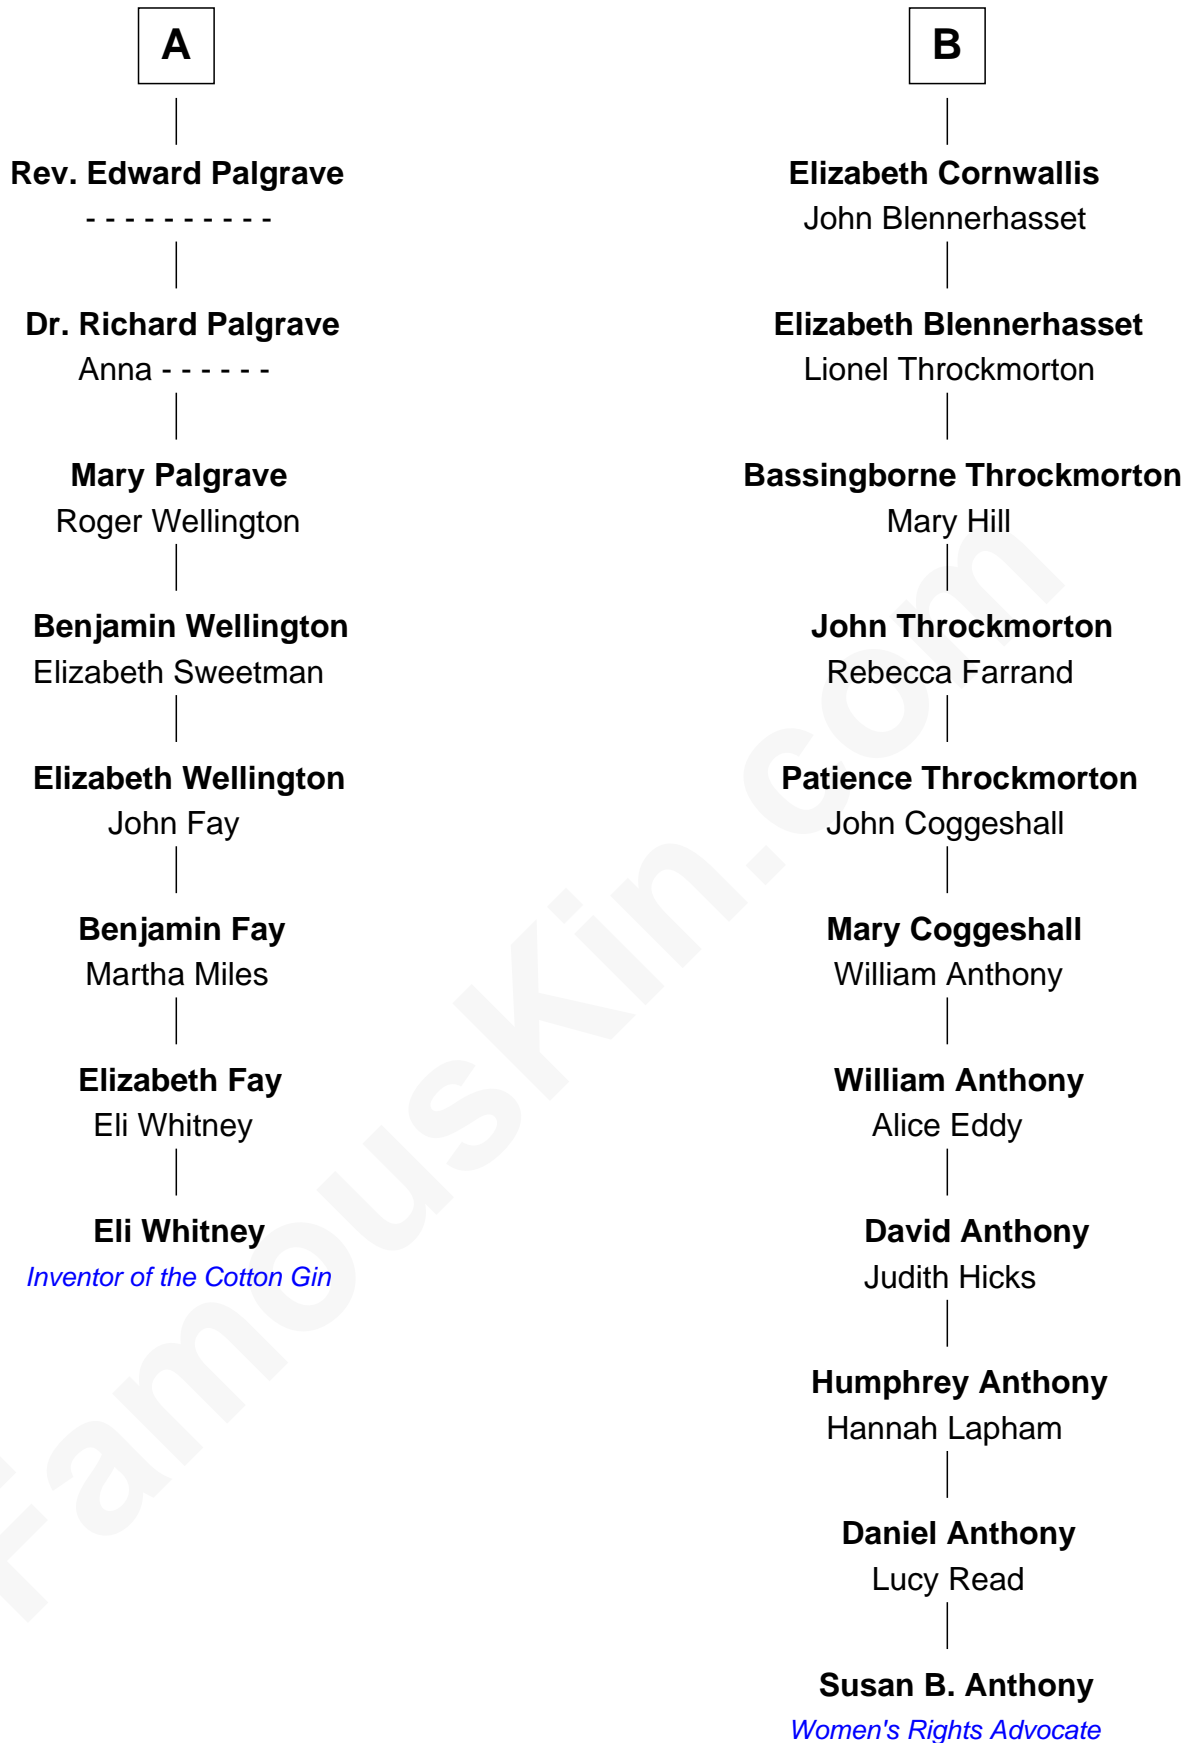 A
Rev. Edward Palgrave
- - - - - - - - - -
Dr. Richard Palgrave
Anna - - - - - -
Mary Palgrave
Roger Wellington
Benjamin Wellington
Elizabeth Sweetman
Elizabeth Wellington
John Fay
Benjamin Fay
Martha Miles
Elizabeth Fay
Eli Whitney
Eli Whitney
Inventor of the Cotton Gin
B
Elizabeth Cornwallis
John Blennerhasset
Elizabeth Blennerhasset
Lionel Throckmorton
Bassingborne Throckmorton
Mary Hill
John Throckmorton
Rebecca Farrand
Patience Throckmorton
John Coggeshall
Mary Coggeshall
William Anthony
William Anthony
Alice Eddy
David Anthony
Judith Hicks
Humphrey Anthony
Hannah Lapham
Daniel Anthony
Lucy Read
Susan B. Anthony
Women's Rights Advocate
FamousKin.com